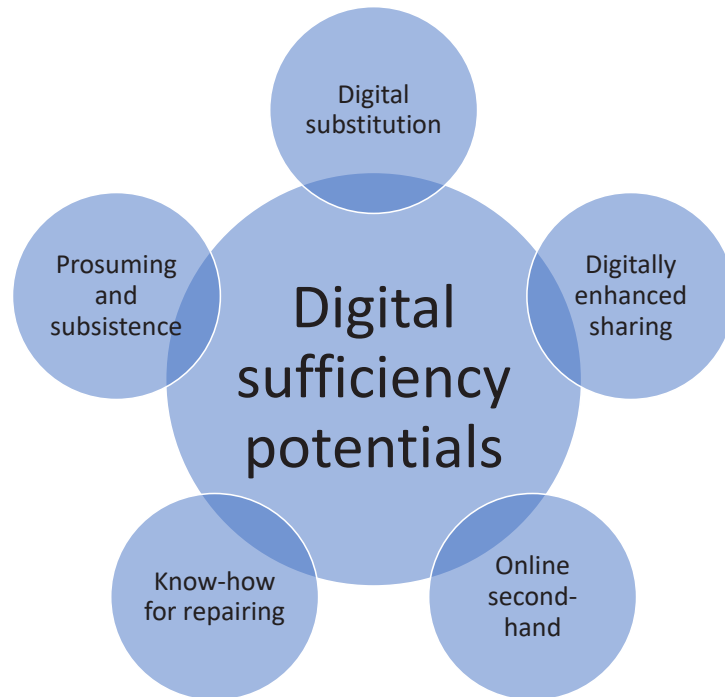 Digital
substitution
Prosuming
and
subsistence
Digitally
enhanced
sharing
Digital
sufficiency
potentials
Know-how
for repairing
Online
second-
hand